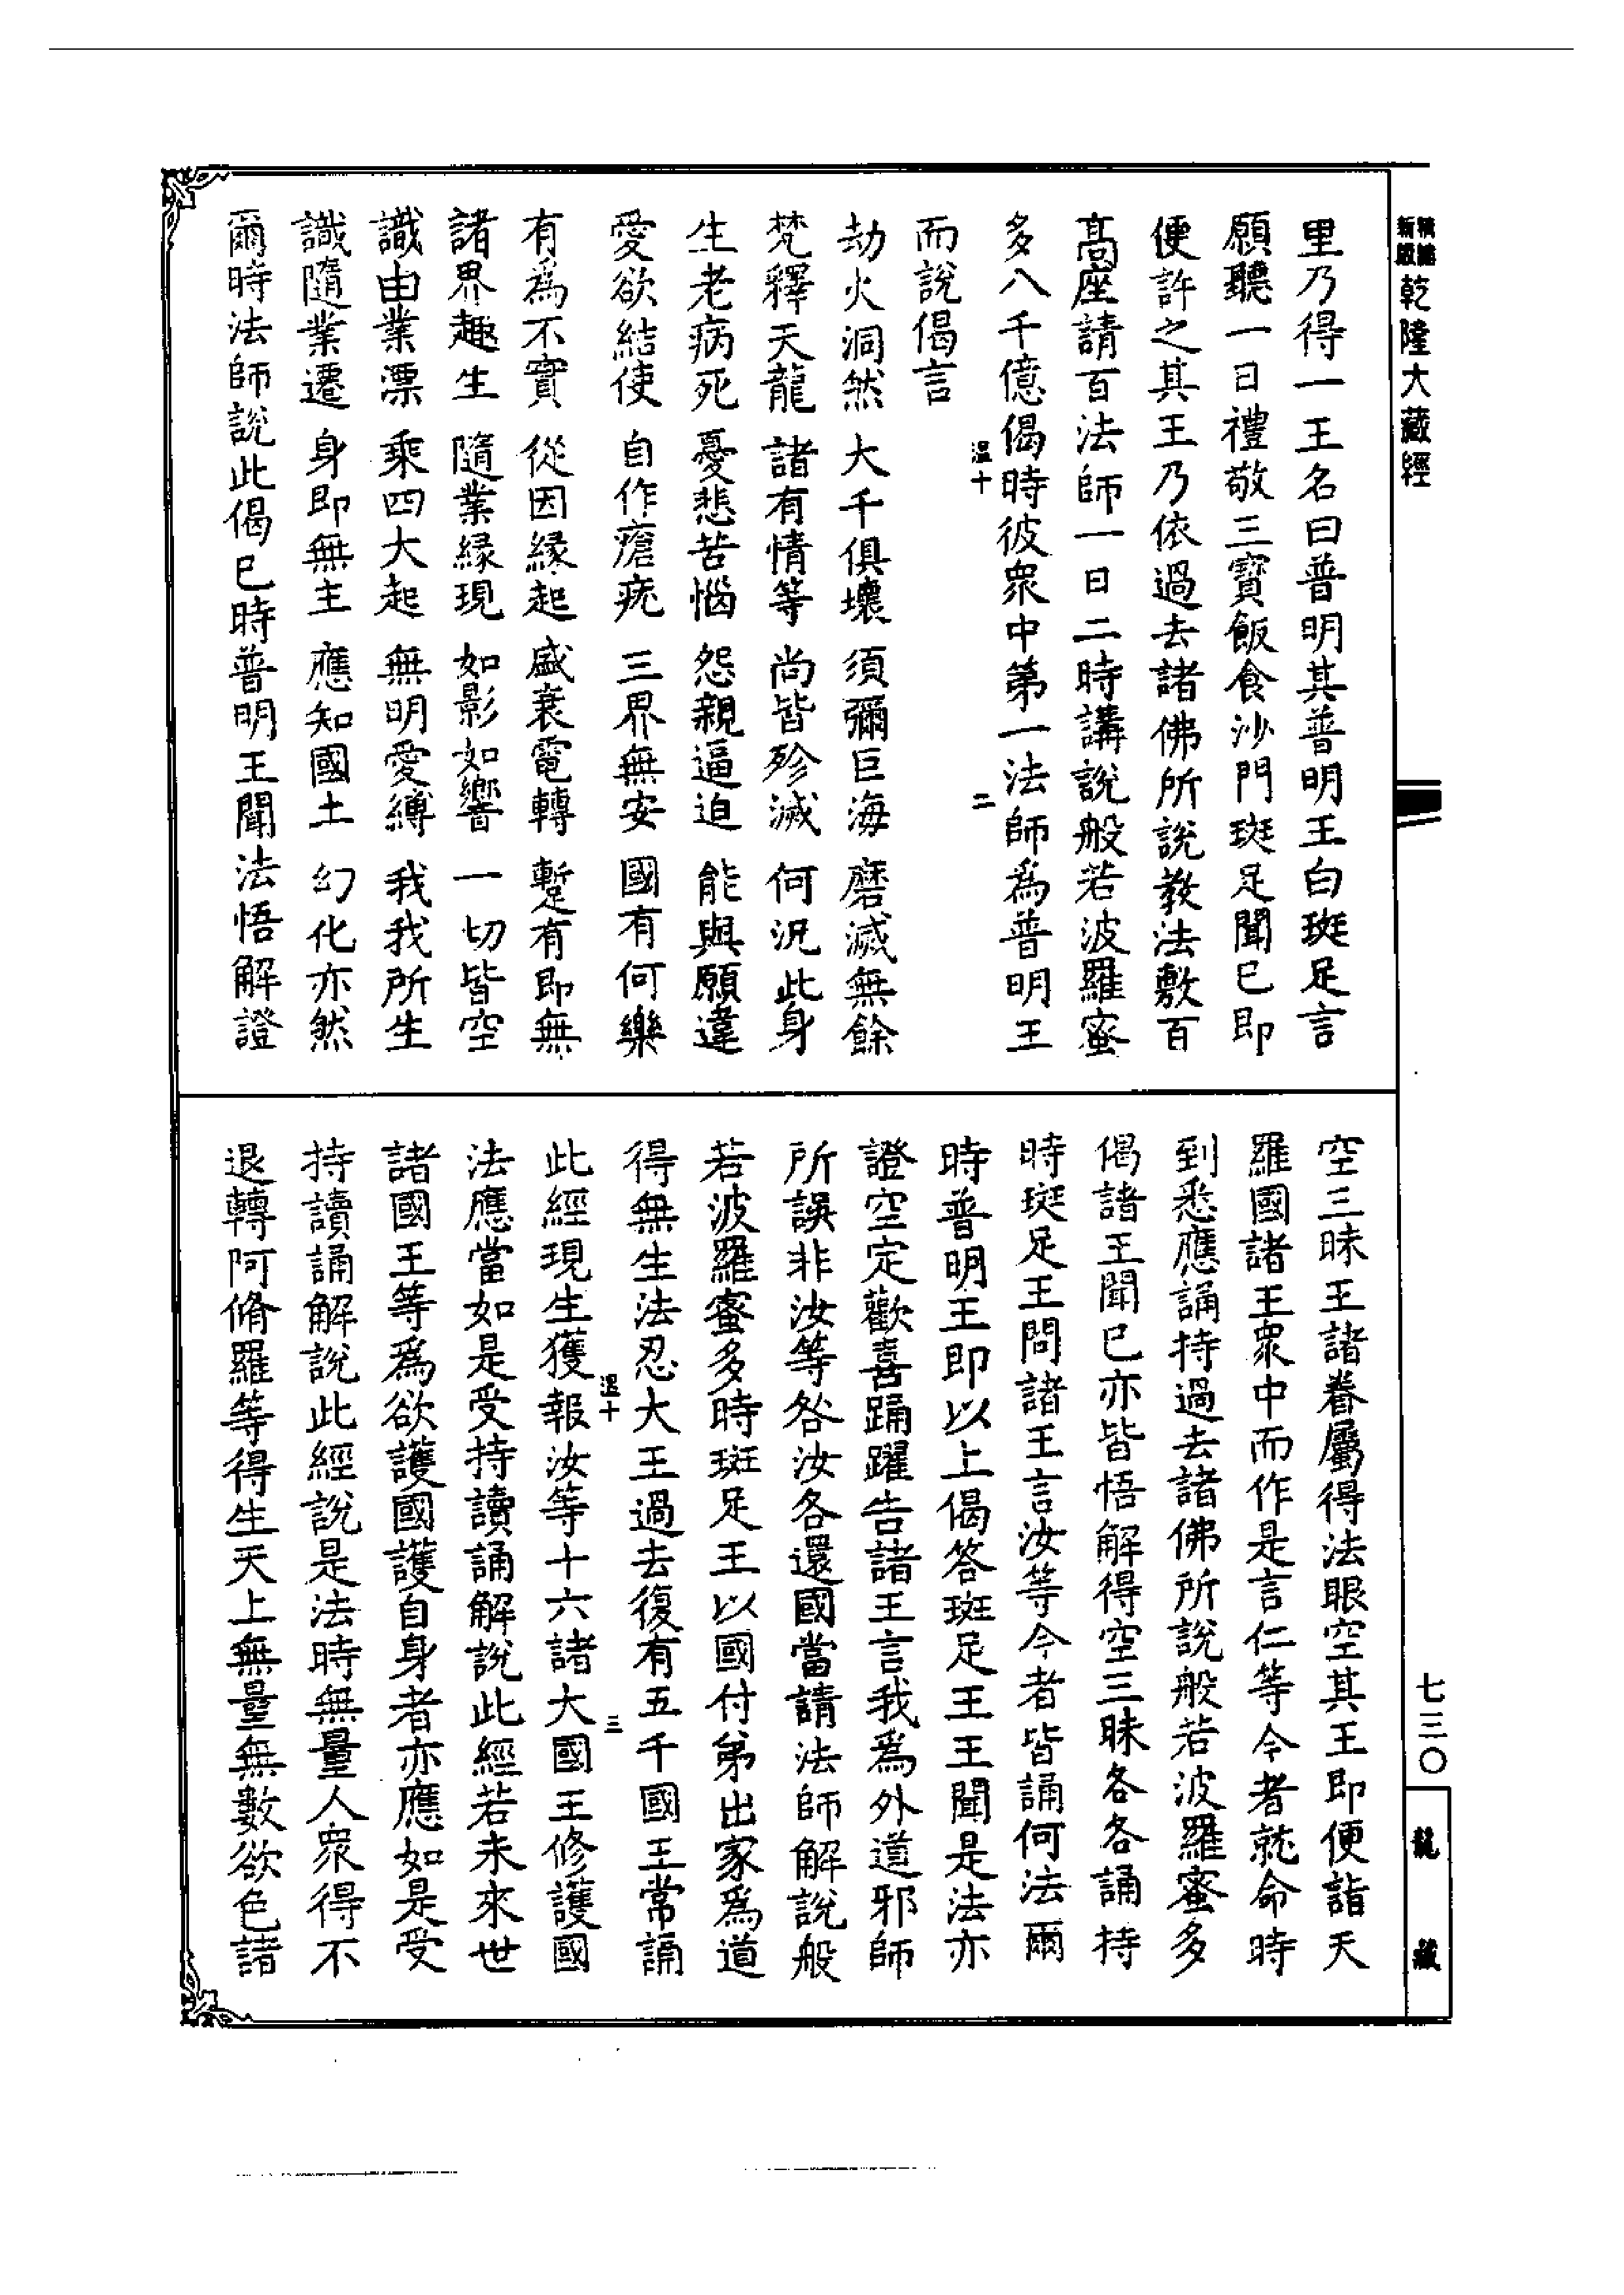 乾隆大藏經
里乃得一王名曰普明其普明王白斑足言
願聽一日禮敬三寶飯食沙門斑足聞已即
便許之其王乃依過去諸佛所說教法敷百
高座請百法師一日二時講說般若波羅蜜
多八千億偈時彼衆中第一法師爲普明王
溫十 二
而說偈言
劫火洞然 大千俱壞 須彌巨海 磨滅無餘
梵釋天龍 諸有情等 尚皆殄滅 何況此身
生老病死 憂悲苦惱 怨親逼迫 能與願違
愛欲結使 自作瘡疣 三界無安 國有何樂
有爲不實 從因緣起 盛衰電轉 暫有即無
諸界趣生 隨業緣現 如影如響 一切皆空
識由業漂 乘四大起 無明愛縛 我我所生
識隨業遷 身即無主 應知國土 幻化亦然
爾時法師說此偈已時普明王聞法悟解證
空三昧王諸眷屬得法眼空其王即便詣天
羅國諸王衆中而作是言仁等今者就命時
到悉應誦持過去諸佛所說般若波羅蜜多
偈諸王聞已亦皆悟解得空三昧各各誦持
時斑足王問諸王言汝等今者皆誦何法爾
時普明王即以上偈答斑足王王聞是法亦
證空定歡喜踊躍告諸王言我爲外道邪師
所誤非汝等咎汝各還國當請法師解說般
若波羅蜜多時斑足王以國付弟出家爲道
得無生法忍大王過去復有五千國王常誦
溫十 三
此經現生獲報汝等十六諸大國王修護國
法應當如是受持讀誦解說此經若未來世
諸國王等爲欲護國護自身者亦應如是受
持讀誦解說此經說是法時無量人衆得不
退轉阿脩羅等得生天上無量無數欲色諸
七三〇
龍藏